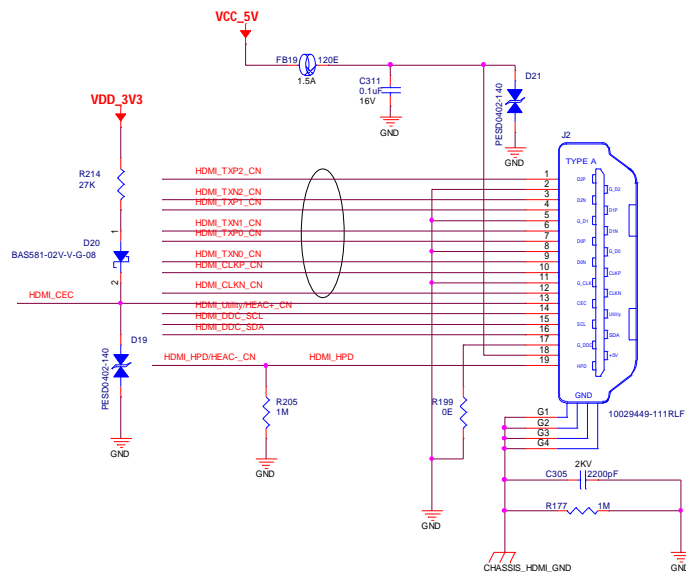 VCC_5V
FB19
120E
1.5A
C311
0.1uF
16V
GND
D21
PESD0402-140
GND
VDD_3V3
R214
27K
1
D20
BAS581-02V-V-G-08
2
HDMI_CEC
D19
PESD0402-140
GND
J2
TYPE A
HDMI_TXP2_CN
HDMI_TXN2_CN
HDMI_TXP1_CN
HDMI_TXN1_CN
HDMI_TXP0_CN
HDMI_TXN0_CN
HDMI_CLKP_CN
HDMI_CLKN_CN
HDMI_Utility/HEAC+_CN
HDMI_DDC_SCL
HDMI_DDC_SDA
HDMI_HPD/HEAC-_CN
HDMI_HPD
1
2
3
4
5
6
7
8
9
10
11
12
13
14
15
16
17
18
19
D2P
G_D2
D2N
D1P
G_D1
D1N
D0P
G_D0
D0N
CLKP
G_CLK
CLKN
CEC
Utility
SCL
SDA
G_DDC
+5V
HPD
GND
10029449-111RLF
G1
G2
G3
G4
R205
1M
GND
R199
0E
GND
2KV
C305
2200pF
R177
1M
CHASSIS_HDMI_GND
GND